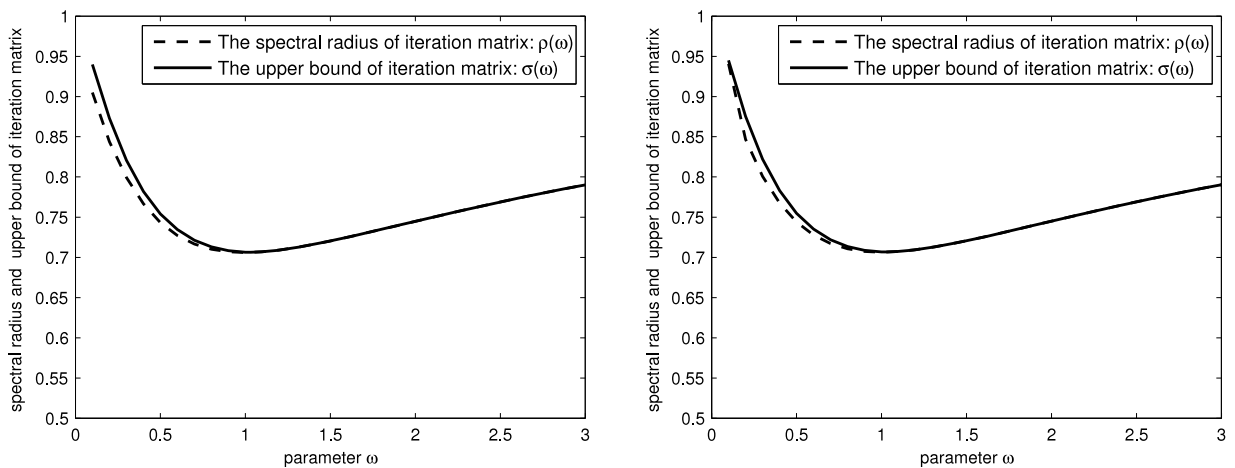 1
0.95
0.9
0.85
0.8
0.75
0.7
0.65
0.6
0.55
0.5
0 0.5 1 1.5 2 2.5 3
parameter ω
spectral radius and upper bound of iteration matrix
The spectral radius of iteration matrix: ρ(ω)
The upper bound of iteration matrix: σ(ω)
1
0.95
0.9
0.85
0.8
0.75
0.7
0.65
0.6
0.55
0.5
0 0.5 1 1.5 2 2.5 3
parameter ω
spectral radius and upper bound of iteration matrix
The spectral radius of iteration matrix: ρ(ω)
The upper bound of iteration matrix: σ(ω)